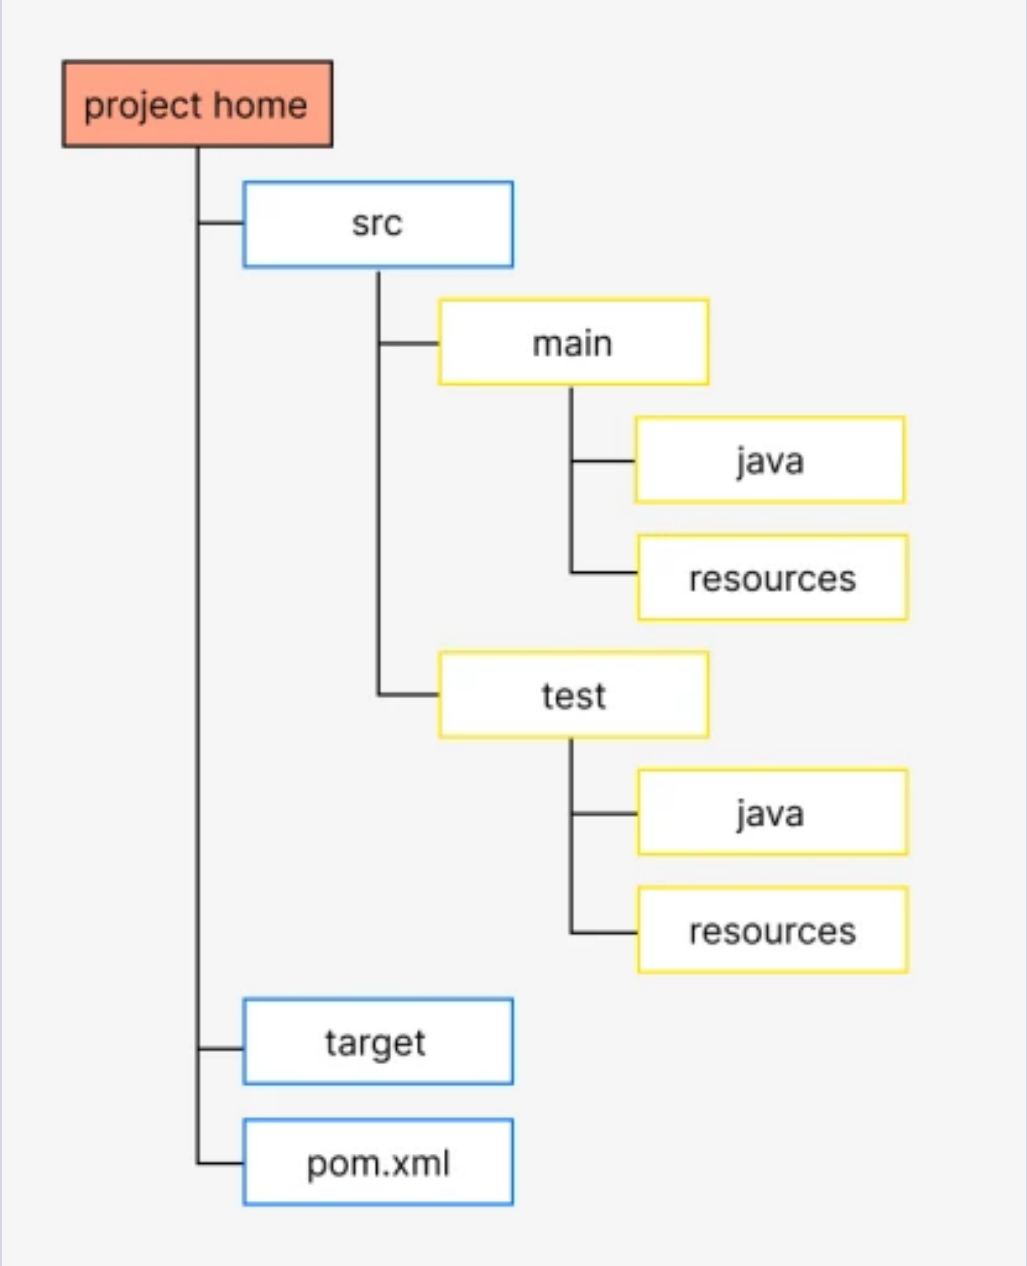 project home
src
main
java
resources
test
java
resources
target
pom.xml